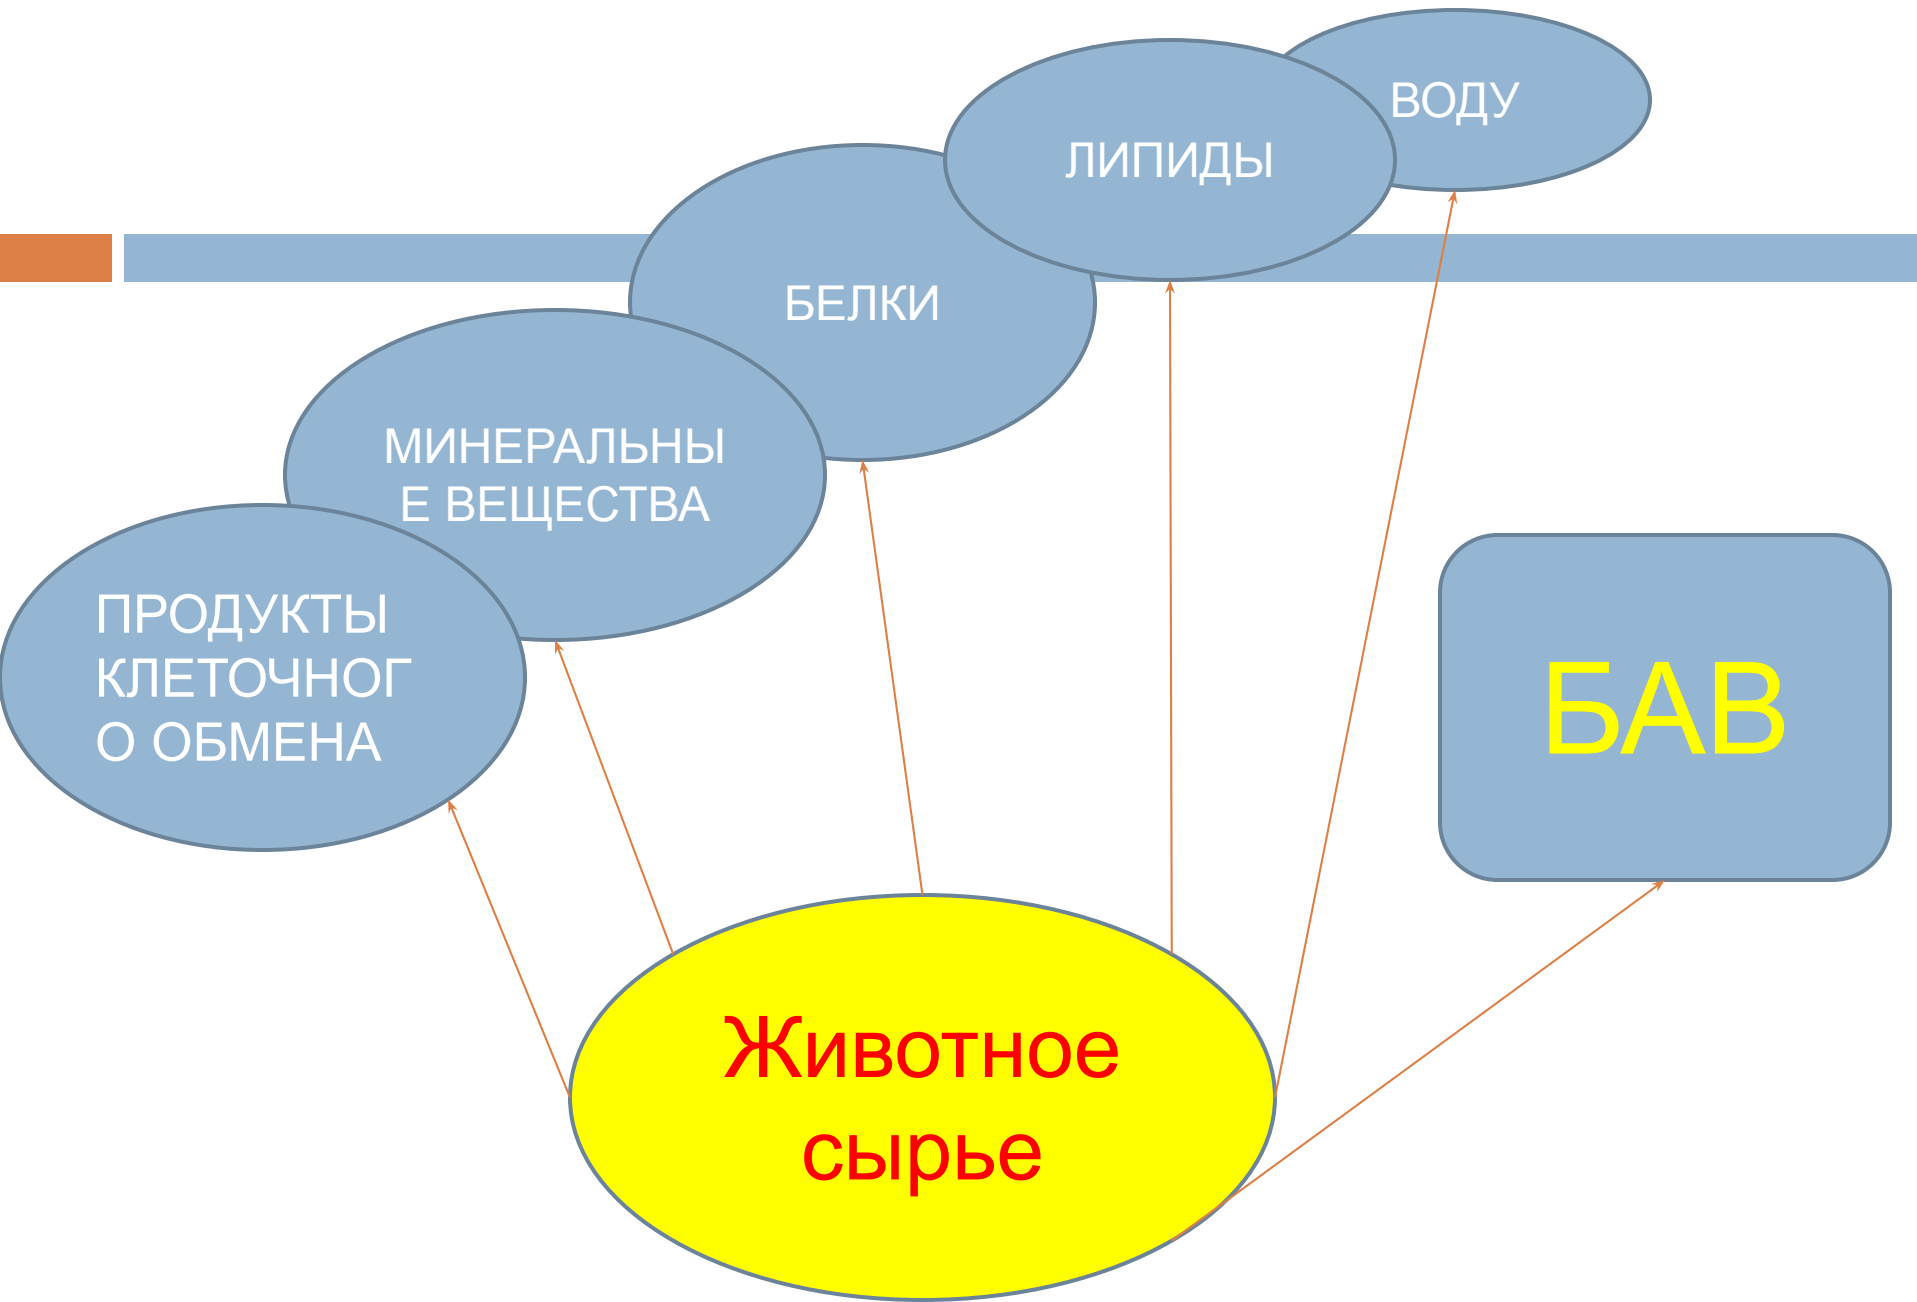 ВОДУ
ЛИПИДЫ
БЕЛКИ
МИНЕРАЛЬНЫ
Е ВЕЩЕСТВА
ПРОДУКТЫ
КЛЕТОЧНОГ
О ОБМЕНА
БАВ
Животное
сырье